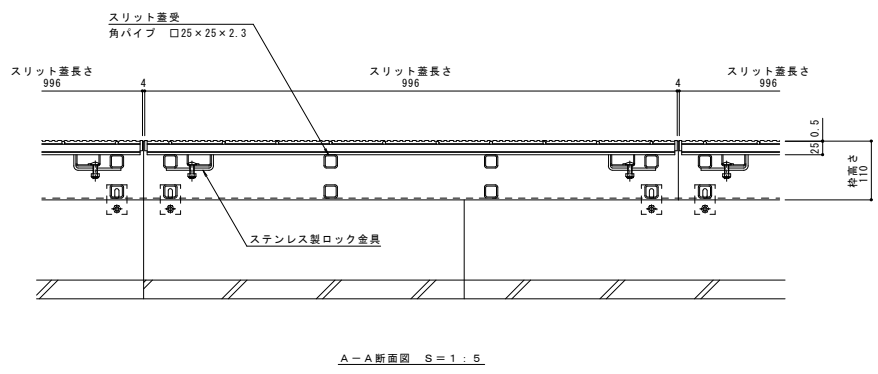 スリット蓋受
角パイプ 口25×25×2.3
スリット蓋長さ
996
4
スリット蓋長さ
996
4
スリット蓋長さ
996
0.5
25
枠高さ
110
ステンレス製ロック金具
A－A断面図 S＝1：5